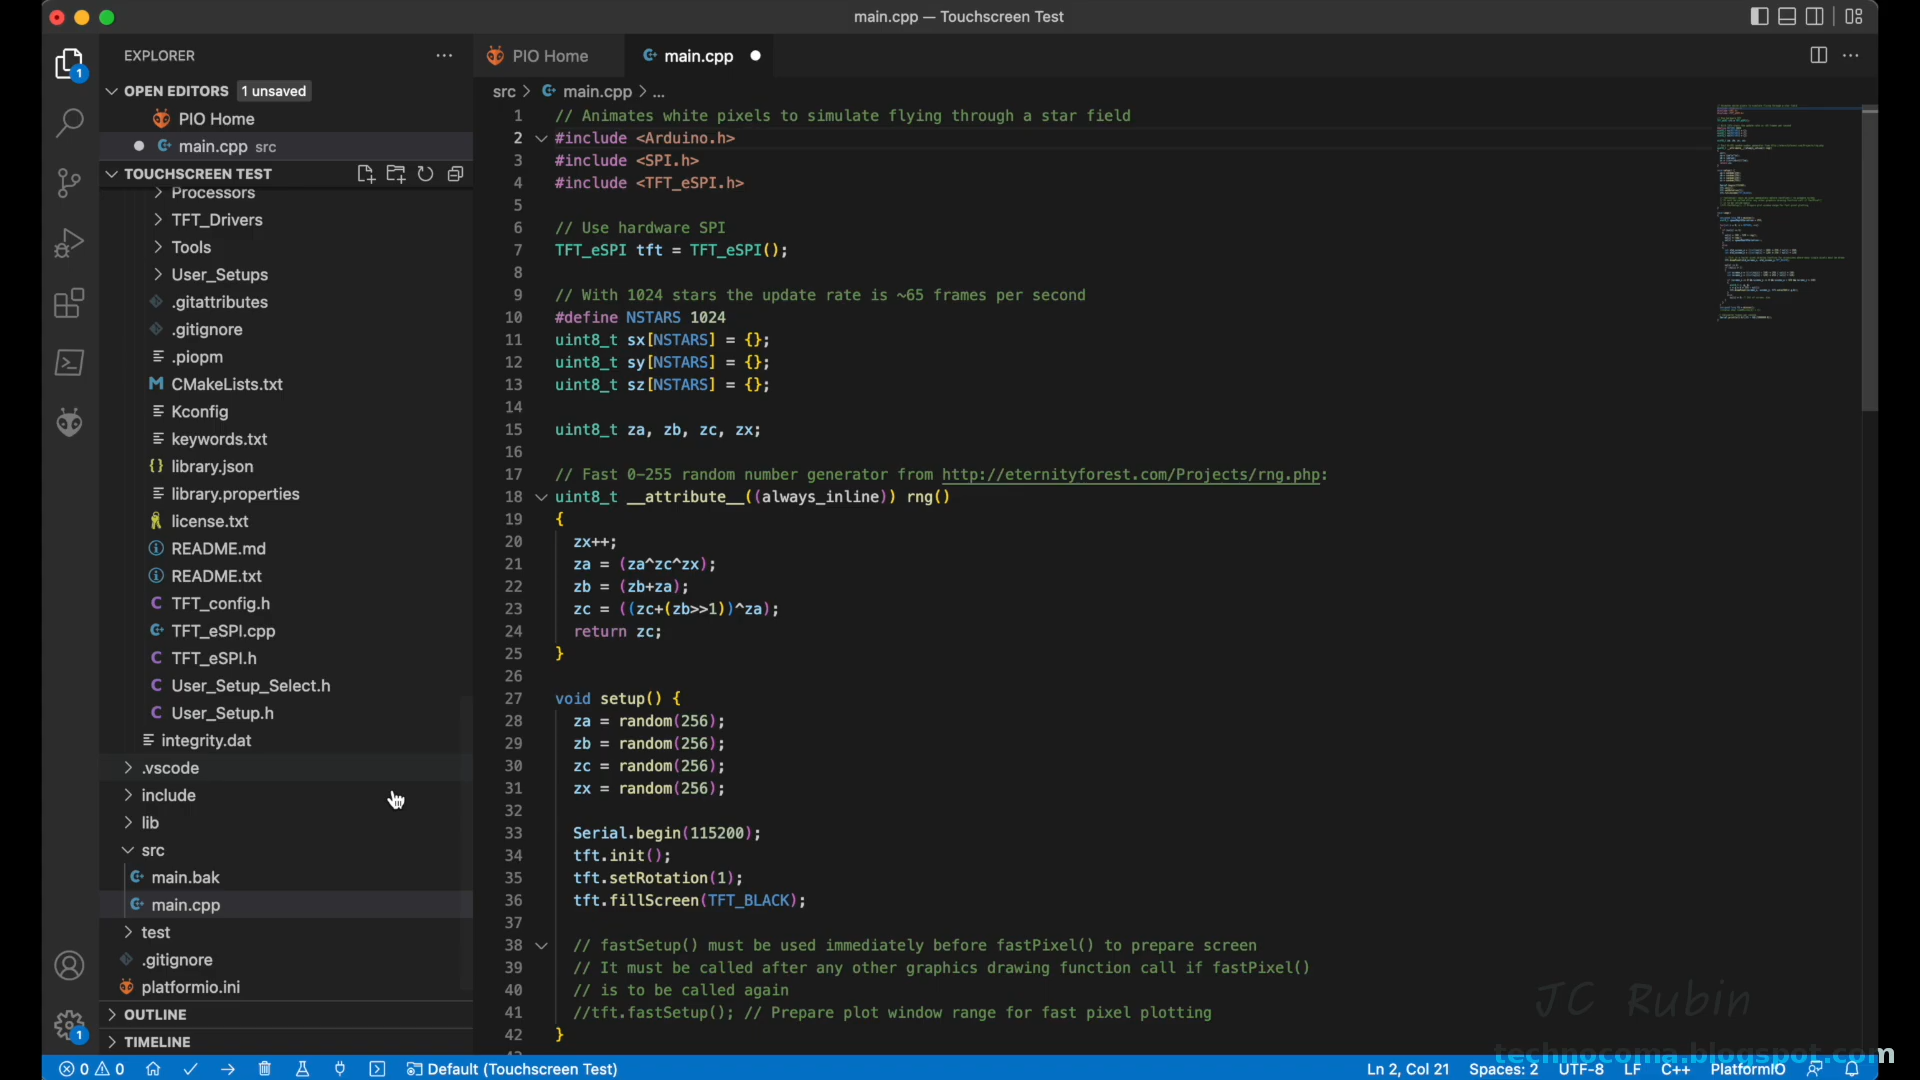 main.cpp — Touchscreen Test
EXPLORER
PIO Home
main.cpp
OPEN EDITORS 1 unsaved
PIO Home
main.cpp src
TOUCHSCREEN TEST
Processors
TFT_Drivers
Tools
User_Setups
.gitattributes
.gitignore
.piopm
CMakeLists.txt
Kconfig
keywords.txt
library.json
library.properties
license.txt
README.md
README.txt
TFT_config.h
TFT_eSPI.cpp
TFT_eSPI.h
User_Setup_Select.h
User_Setup.h
integrity.dat
.vscode
include
lib
src
main.bak
main.cpp
test
.gitignore
platformio.ini
OUTLINE
TIMELINE
src > main.cpp > ...
1 // Animates white pixels to simulate flying through a star field
2 #include <Arduino.h>
3 #include <SPI.h>
4 #include <TFT_eSPI.h>
5
6 // Use hardware SPI
7 TFT_eSPI tft = TFT_eSPI();
8
9 // With 1024 stars the update rate is ~65 frames per second
10 #define NSTARS 1024
11 uint8_t sx[NSTARS] = {};
12 uint8_t sy[NSTARS] = {};
13 uint8_t sz[NSTARS] = {};
14
15 uint8_t za, zb, zc, zx;
16
17 // Fast 0-255 random number generator from http://eternityforest.com/Projects/rng.php:
18 uint8_t __attribute__((always_inline)) rng()
19 {
20 zx++;
21 za = (za^zc^zx);
22 zb = (zb+za);
23 zc = ((zc+(zb>>1))^za);
24 return zc;
25 }
26
27 void setup() {
28 za = random(256);
29 zb = random(256);
30 zc = random(256);
31 zx = random(256);
32
33 Serial.begin(115200);
34 tft.init();
35 tft.setRotation(1);
36 tft.fillScreen(TFT_BLACK);
37
38 // fastSetup() must be used immediately before fastPixel() to prepare screen
39 // It must be called after any other graphics drawing function call if fastPixel()
40 // is to be called again
41 //tft.fastSetup(); // Prepare plot window range for fast pixel plotting
42 }
JC Rubin
technocoma.blogspot.com
0 0 Default (Touchscreen Test) Ln 2, Col 21 Spaces: 2 UTF-8 LF C++ PlatformIO
1
1